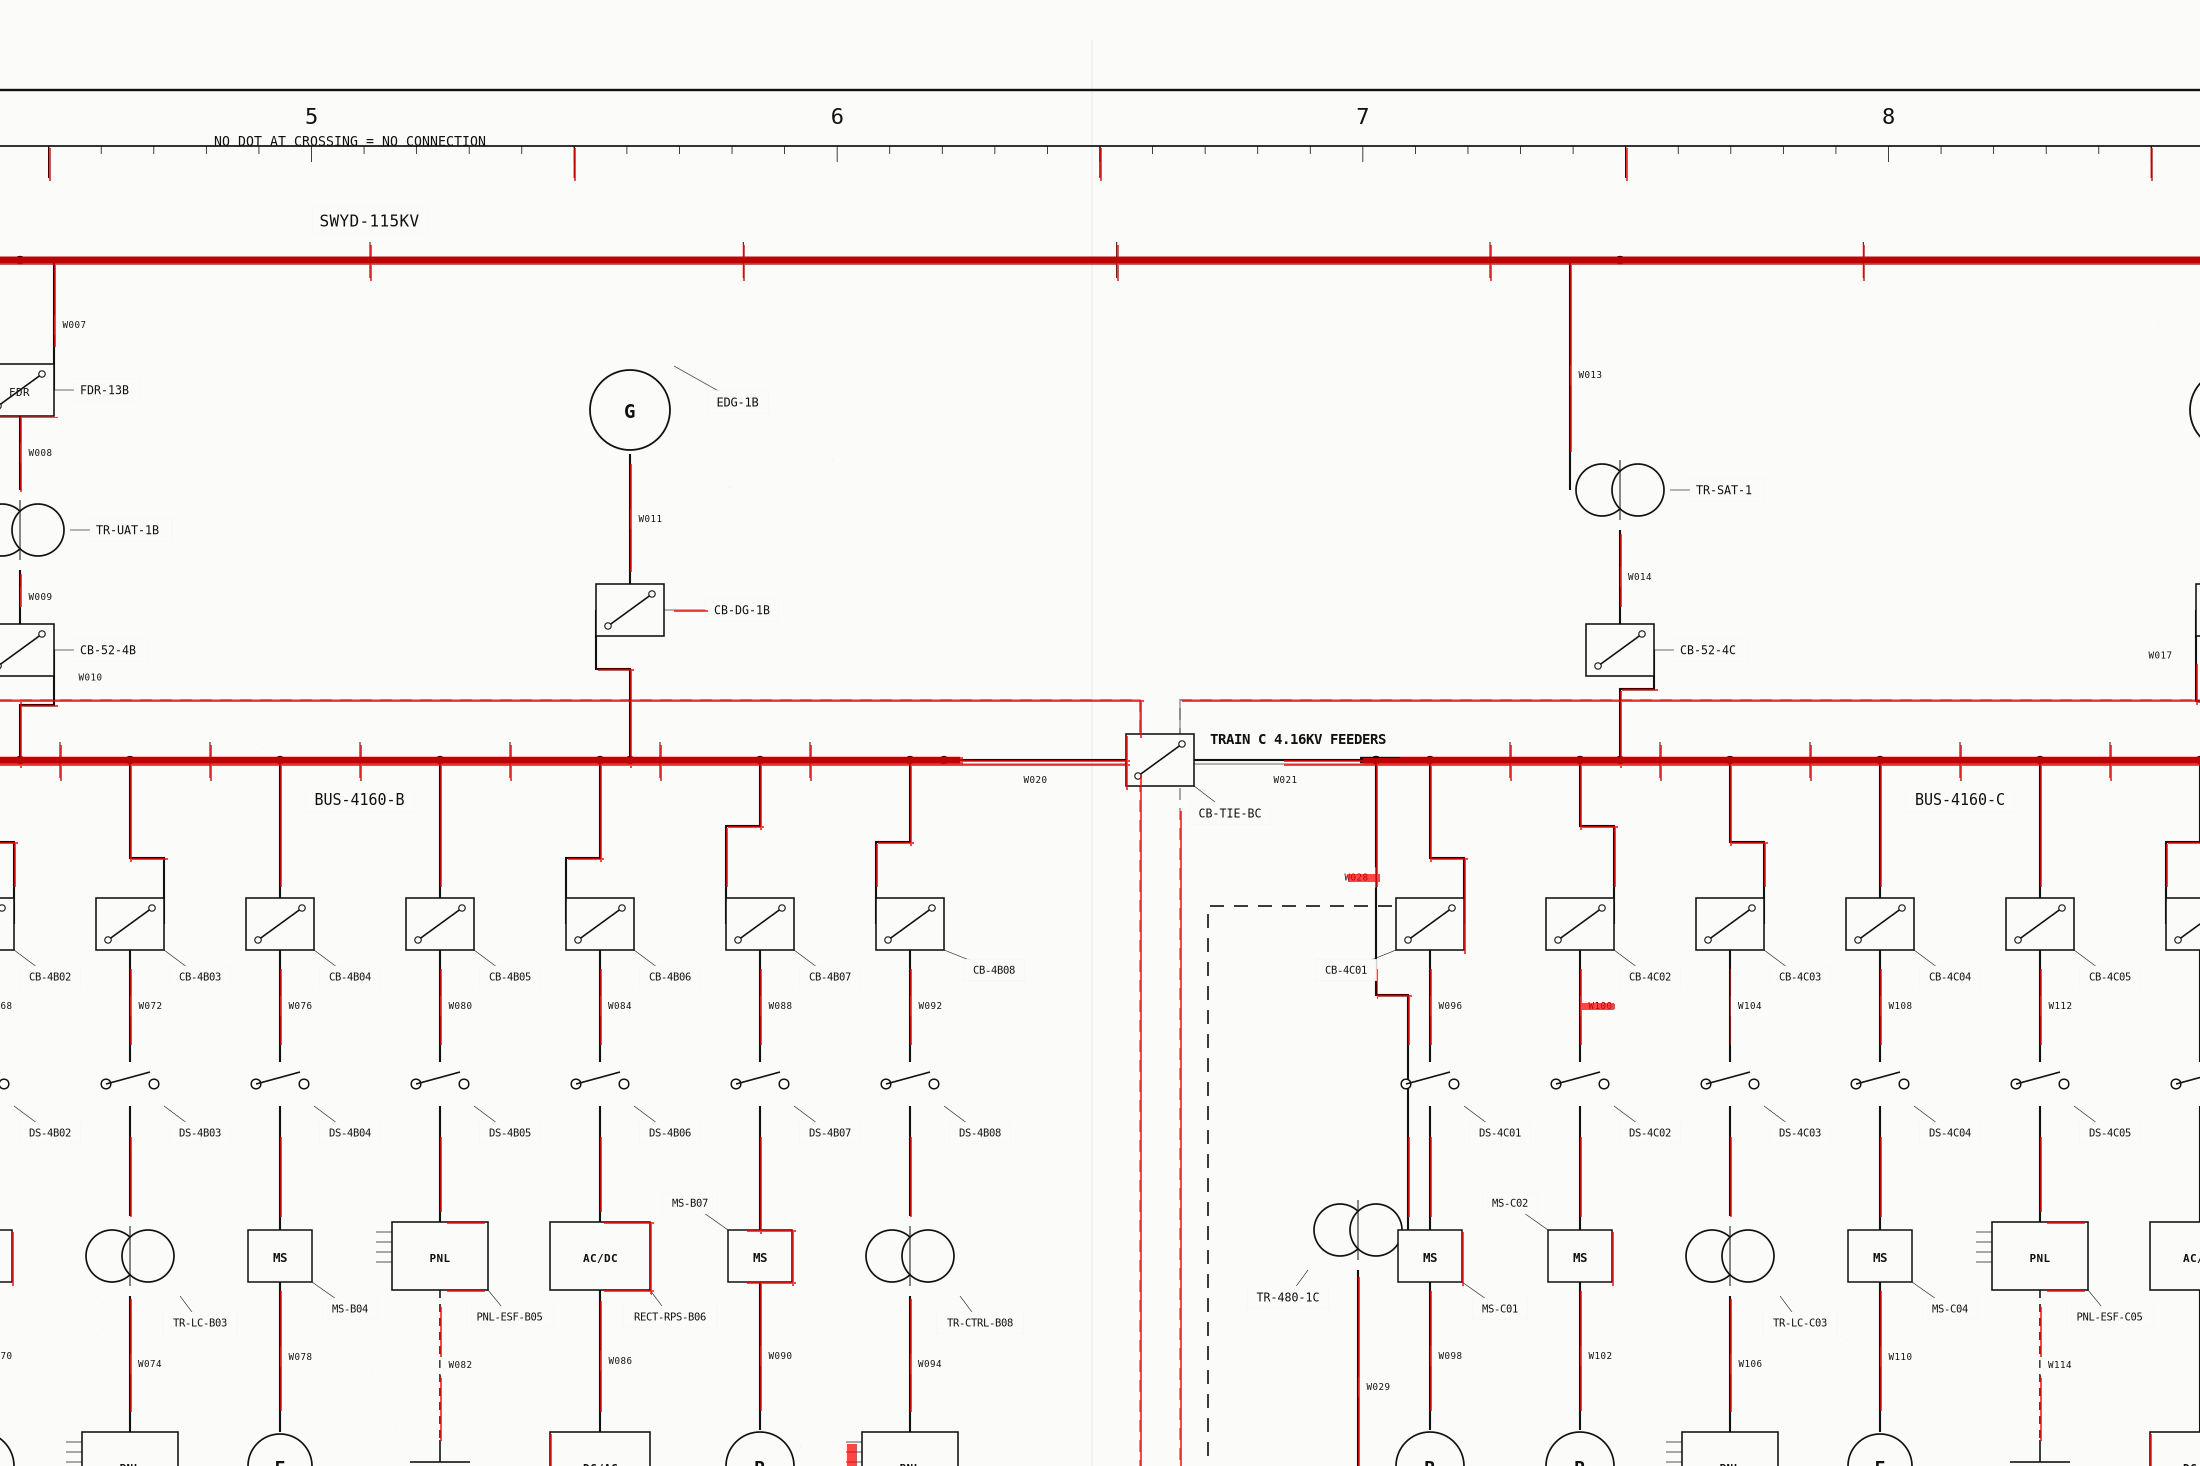 5 6 7 8
NO DOT AT CROSSING = NO CONNECTION
SWYD-115KV
W007
W013
FDR
FDR-13B
EDG-1B
G
W008
TR-SAT-1
W011
TR-UAT-1B
W014
W009
CB-DG-1B
CB-52-4B
CB-52-4C
W017
W010
TRAIN C 4.16KV FEEDERS
W020
W021
BUS-4160-B
BUS-4160-C
CB-TIE-BC
W028
CB-4B02 CB-4B03 CB-4B04 CB-4B05 CB-4B06 CB-4B07 CB-4B08 CB-4C01 CB-4C02 CB-4C03 CB-4C04 CB-4C05
68 W072 W076 W080 W084 W088 W092 W096 W100 W104 W108 W112
DS-4B02 DS-4B03 DS-4B04 DS-4B05 DS-4B06 DS-4B07 DS-4B08 DS-4C01 DS-4C02 DS-4C03 DS-4C04 DS-4C05
MS-B07 MS-C02
MS PNL AC/DC MS MS MS MS PNL AC/
TR-480-1C
MS-B04 MS-C01 MS-C04
TR-LC-B03 PNL-ESF-B05 RECT-RPS-B06 TR-CTRL-B08 TR-LC-C03 PNL-ESF-C05
70 W074 W078 W082 W086 W090 W094 W098 W102 W106 W110 W114
W029